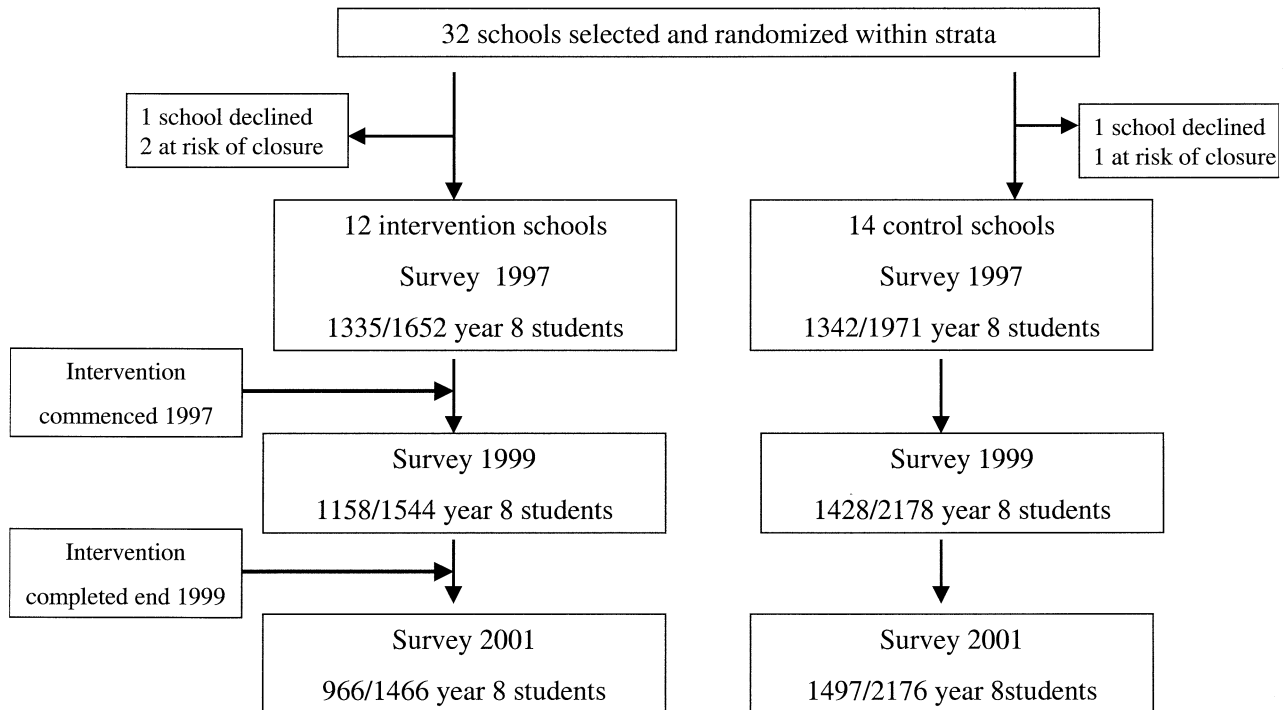 32 schools selected and randomized within strata
1 school declined
2 at risk of closure
1 school declined
1 at risk of closure
12 intervention schools
Survey 1997
1335/1652 year 8 students
14 control schools
Survey 1997
1342/1971 year 8 students
Intervention
commenced 1997
Survey 1999
1158/1544 year 8 students
Survey 1999
1428/2178 year 8 students
Intervention
completed end 1999
Survey 2001
966/1466 year 8 students
Survey 2001
1497/2176 year 8students